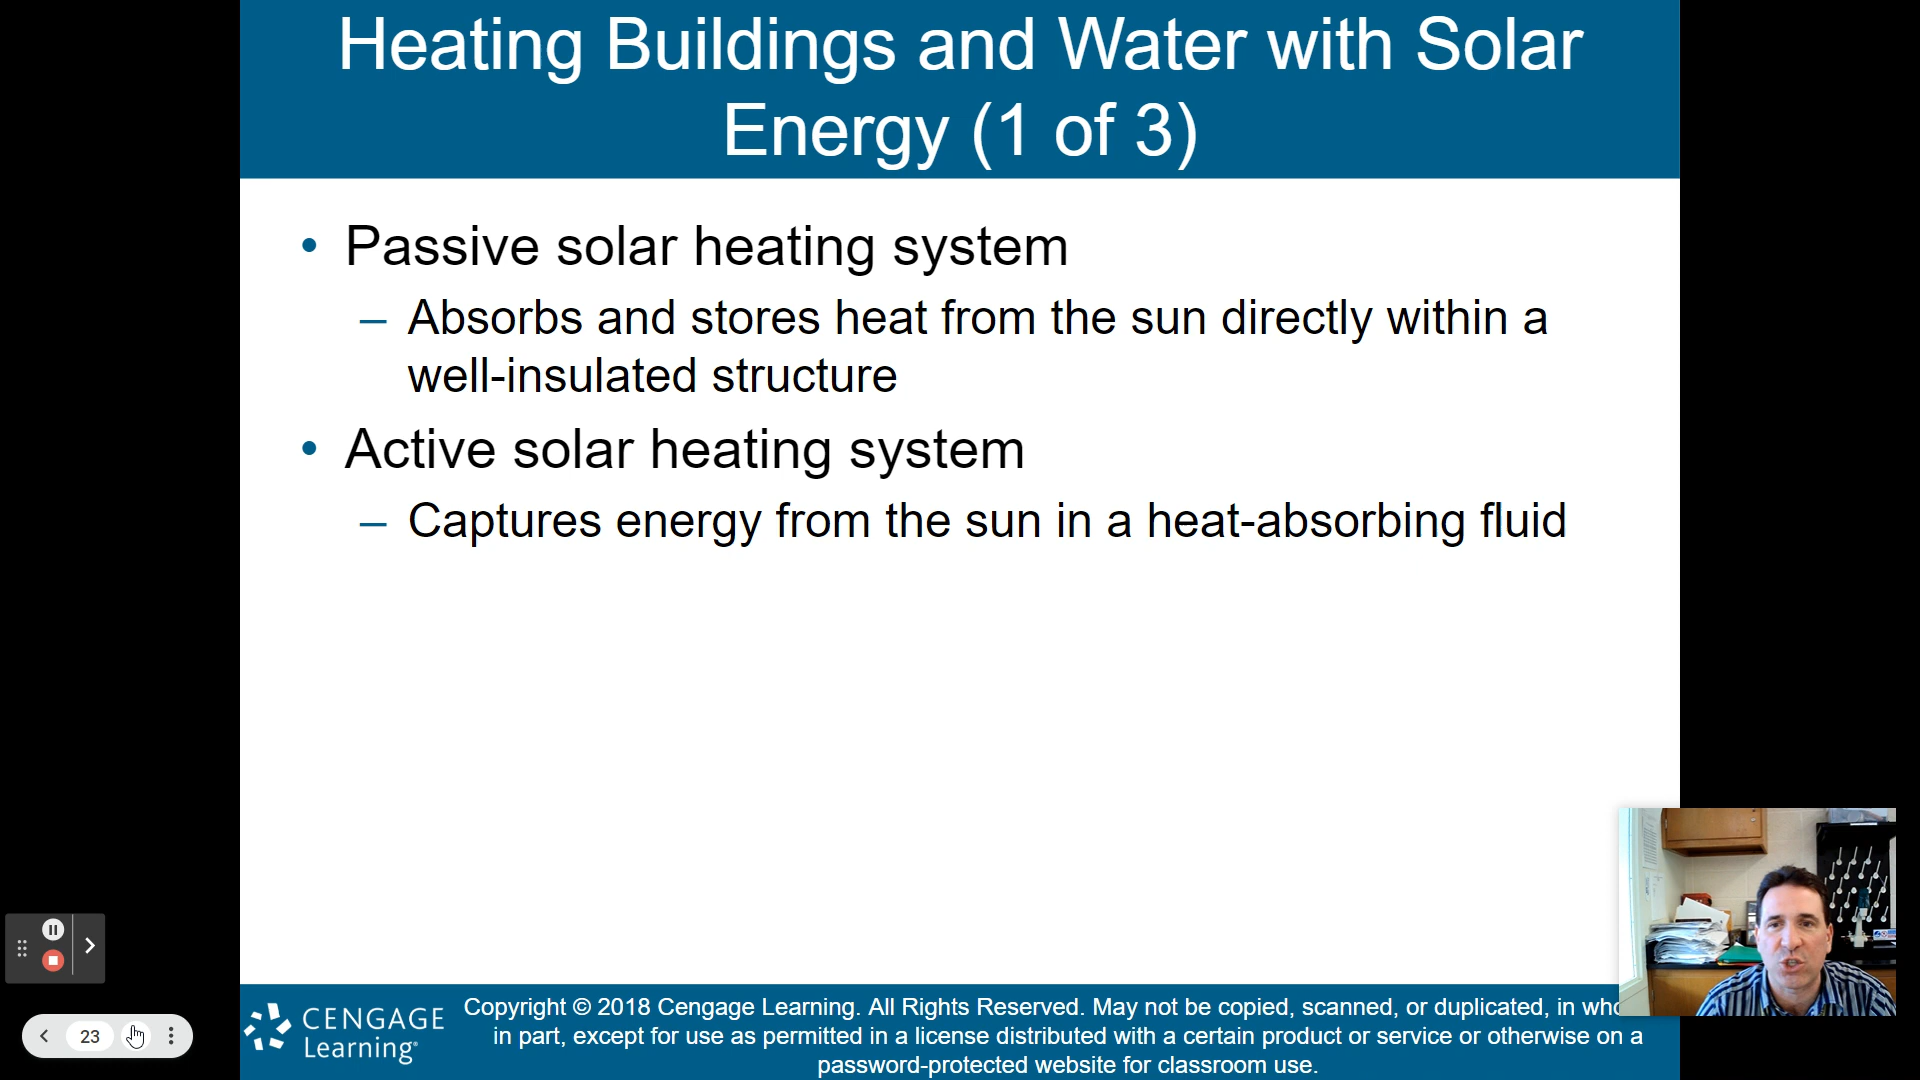 Heating Buildings and Water with Solar
Energy (1 of 3)
• Passive solar heating system
– Absorbs and stores heat from the sun directly within a
well-insulated structure
• Active solar heating system
– Captures energy from the sun in a heat-absorbing fluid
23
CENGAGE
Learning®
Copyright © 2018 Cengage Learning. All Rights Reserved. May not be copied, scanned, or duplicated, in
in part, except for use as permitted in a license distributed with a certain product or service or otherwise on a
password-protected website for classroom use.